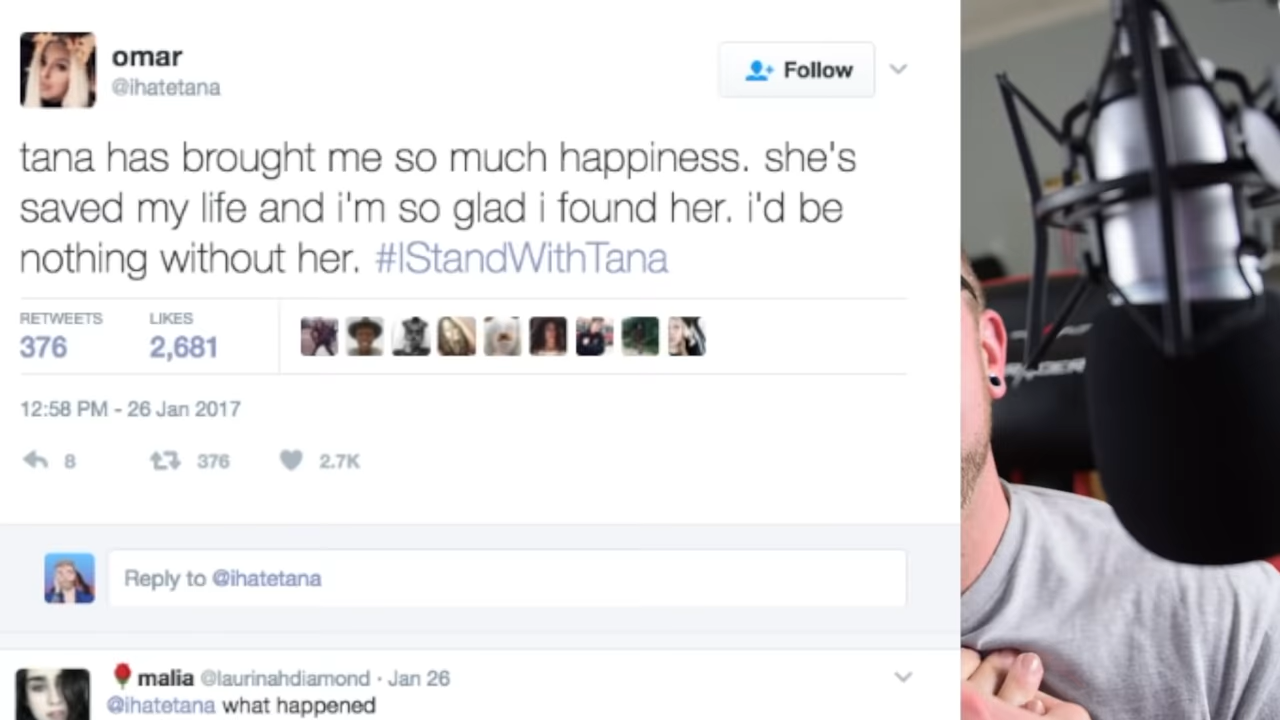 omar
@ihatetana
Follow
tana has brought me so much happiness. she's
saved my life and i'm so glad i found her. i'd be
nothing without her. #IStandWithTana
RETWEETS LIKES
376 2,681
12:58 PM - 26 Jan 2017
8 376 2.7K
Reply to @ihatetana
malia @laurinahdiamond · Jan 26
@ihatetana what happened